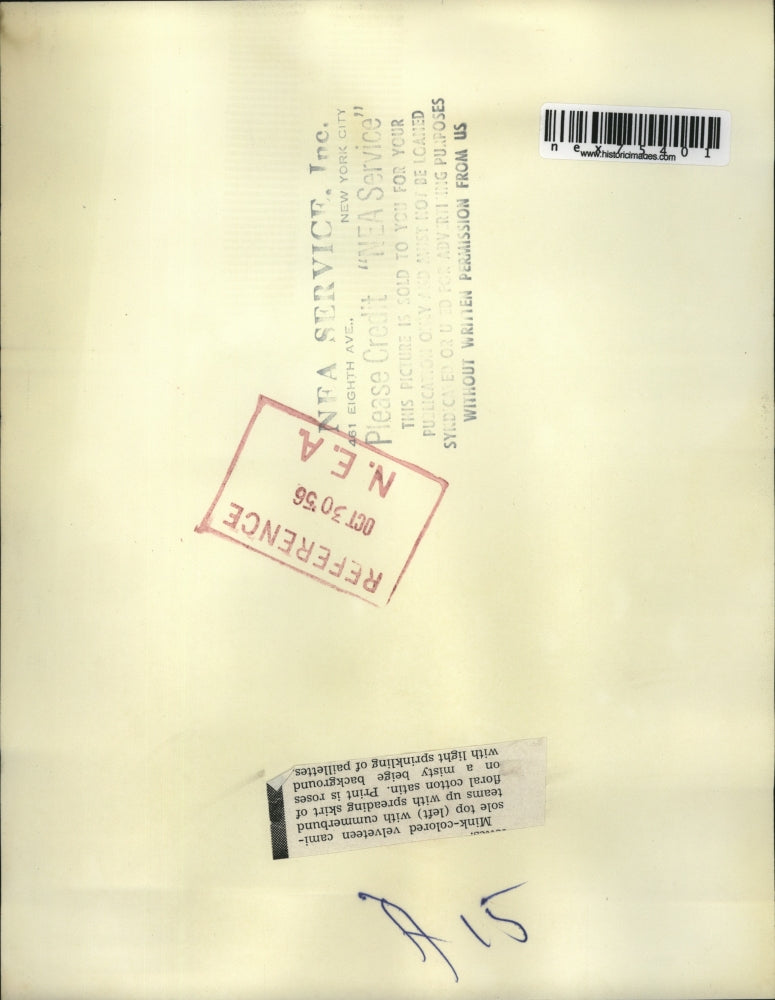 NEA SERVICE, Inc.
461 EIGHTH AVE., NEW YORK CITY
Please Credit "NEA Service"
THIS PICTURE IS SOLD TO YOU FOR YOUR
PUBLICATION ONLY AND MUST NOT BE LOANED
SYNDICATED OR USED FOR ADVERTISING PURPOSES
WITHOUT WRITTEN PERMISSION FROM US
nex75401
www.historicimages.com
REFERENCE
OCT 30 '56
N.E.A.
Mink-colored velveteen cami-
sole top (left) with cummerbund
teams up with spreading skirt of
floral cotton satin. Print is roses
on a misty beige background
with light sprinkling of paillettes.
A 15